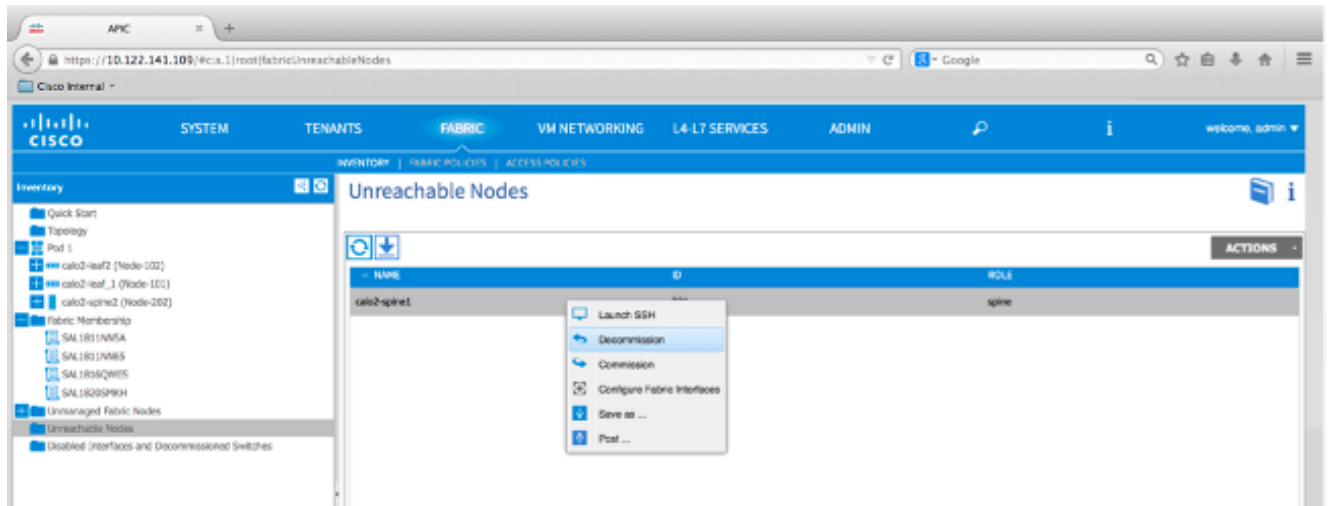 APIC
https://10.122.141.109/#c:a.1|root|fabricUnreachableNodes
Google
Cisco Internal
CISCO
SYSTEM TENANTS FABRIC VM NETWORKING L4-L7 SERVICES ADMIN i welcome, admin
INVENTORY | FABRIC POLICIES | ACCESS POLICIES
Inventory
Quick Start
Topology
Pod 1
calo2-leaf2 (Node-102)
calo2-leaf_1 (Node-101)
calo2-spine2 (Node-202)
Fabric Membership
SAL1811NN5A
SAL1816QWES
SAL1820SMKH
Unmanaged Fabric Nodes
Unreachable Nodes
Disabled Interfaces and Decommissioned Switches
Unreachable Nodes
i
ACTIONS
NAME ID ROLE
calo2-spine1 spine
Launch SSH
Decommission
Commission
Configure Fabric Interfaces
Save as ...
Post ...